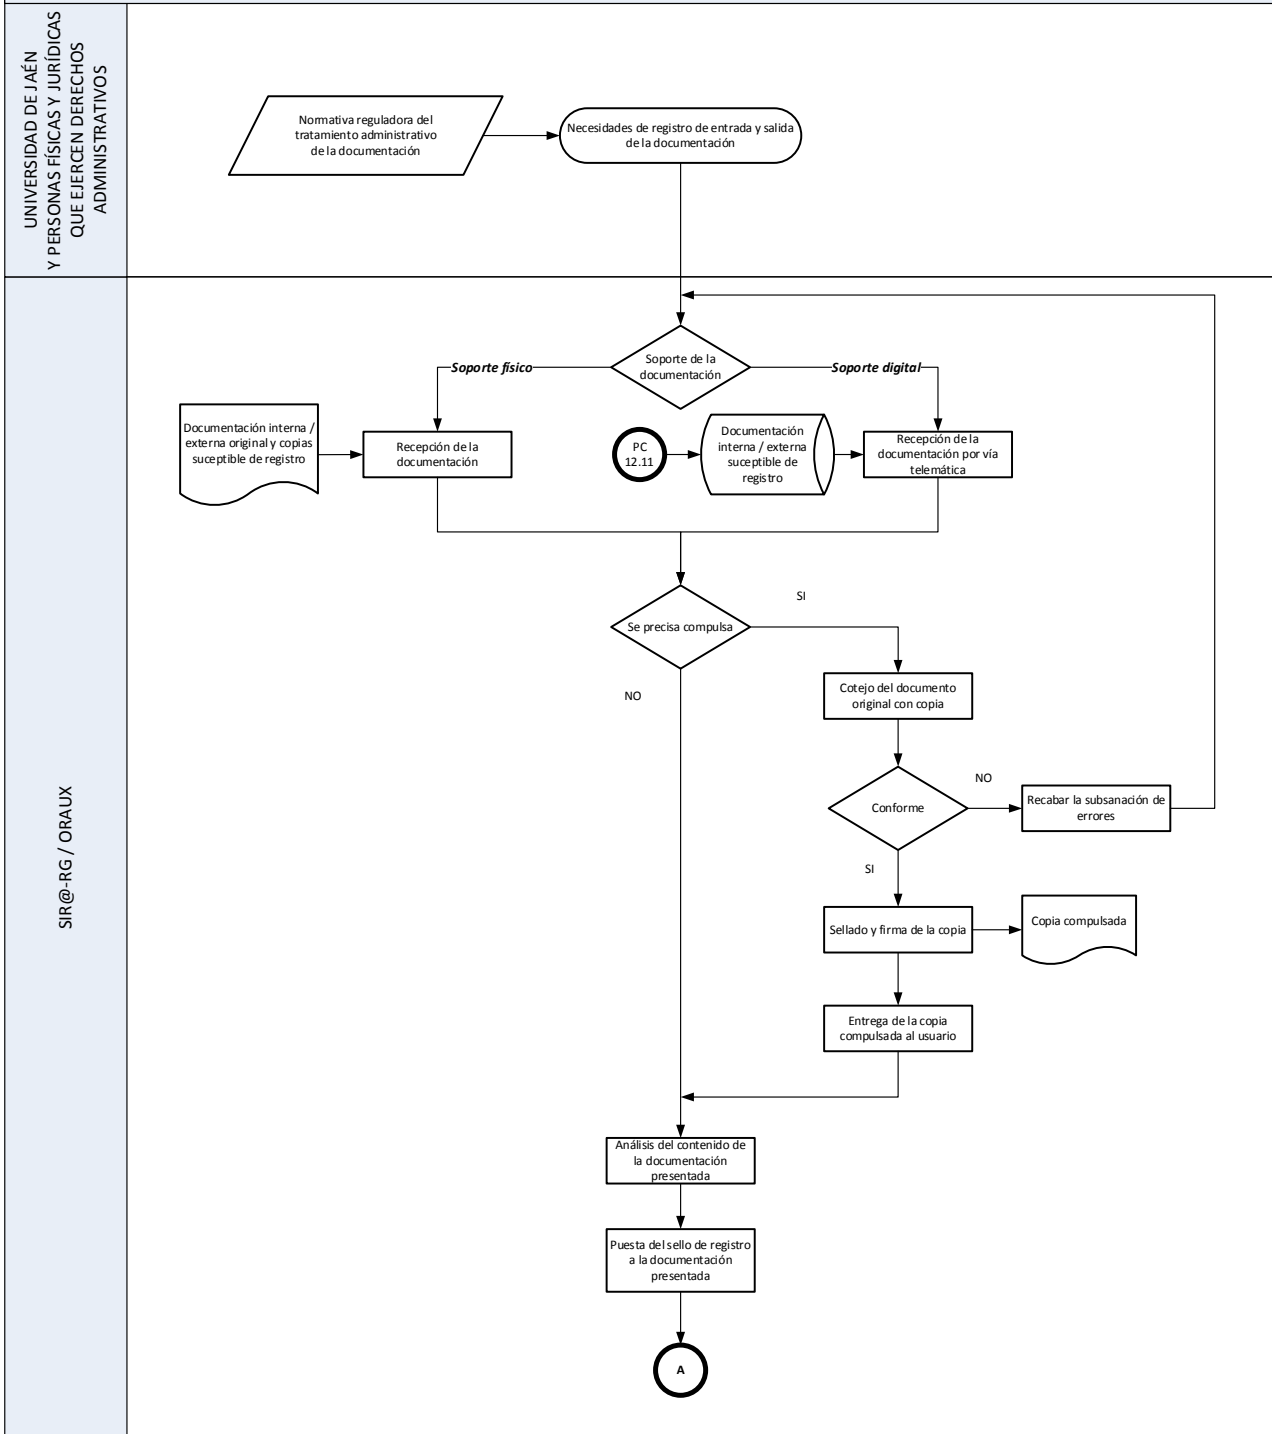 UNIVERSIDAD DE JAÉN
Y PERSONAS FÍSICAS Y JURÍDICAS
QUE EJERCEN DERECHOS
ADMINISTRATIVOS
Normativa reguladora del
tratamiento administrativo
de la documentación
Necesidades de registro de entrada y salida
de la documentación
SIR@-RG / ORAUX
Soporte de la
documentación
Soporte físico
Soporte digital
Documentación interna /
externa original y copias
suceptible de registro
Recepción de la
documentación
PC
12.11
Documentación
interna / externa
suceptible de
registro
Recepción de la
documentación por vía
telemática
Se precisa compulsa
SI
NO
Cotejo del documento
original con copia
Conforme
NO
Recabar la subsanación de
errores
SI
Sellado y firma de la copia
Copia compulsada
Entrega de la copia
compulsada al usuario
Análisis del contenido de
la documentación
presentada
Puesta del sello de registro
a la documentación
presentada
A